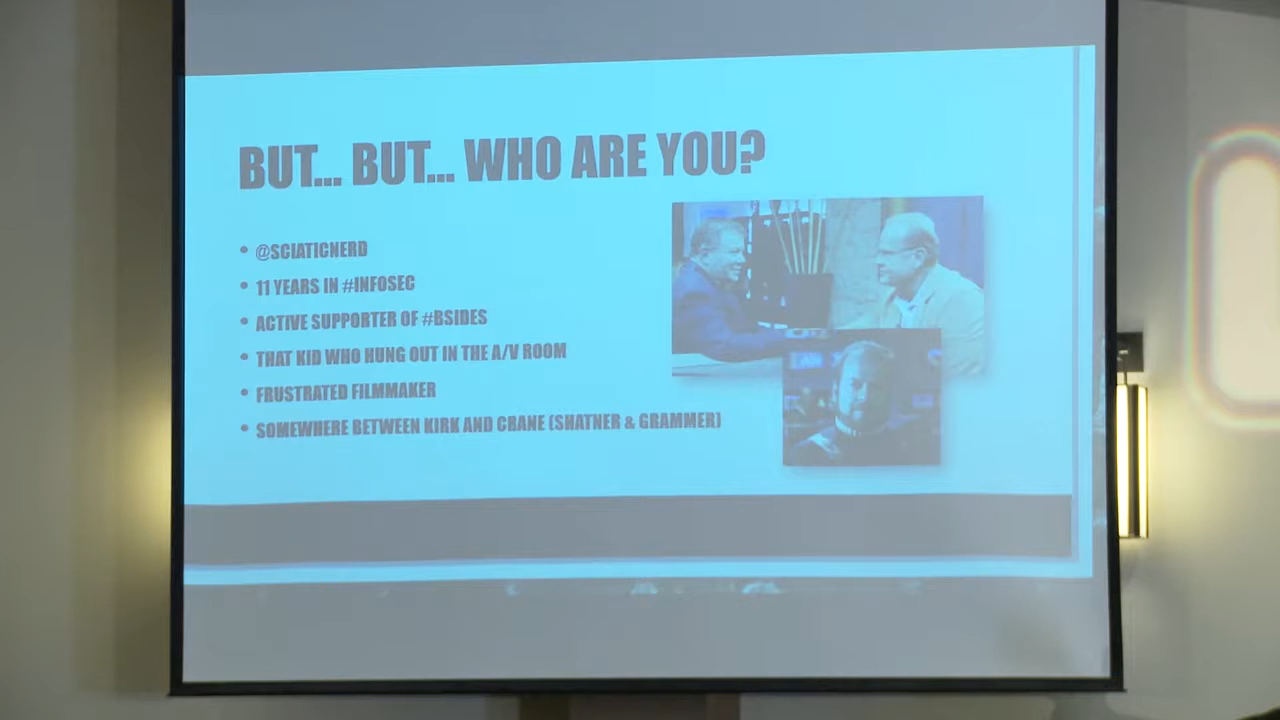 BUT... BUT... WHO ARE YOU?
• @SCIATICNERD
• 11 YEARS IN #INFOSEC
• ACTIVE SUPPORTER OF #BSIDES
• THAT KID WHO HUNG OUT IN THE A/V ROOM
• FRUSTRATED FILMMAKER
• SOMEWHERE BETWEEN KIRK AND CRANE (SHATNER & GRAMMER)